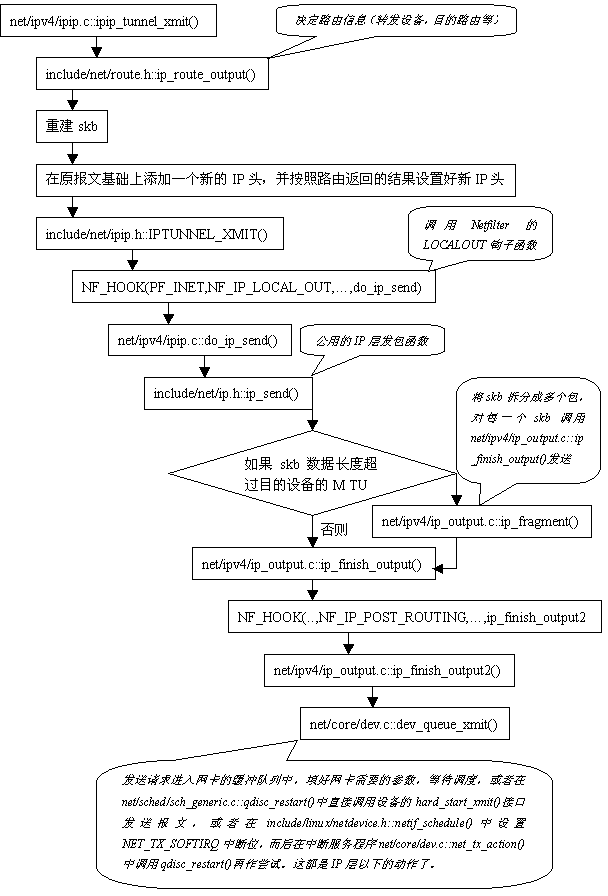 net/ipv4/ipip.c::ipip_tunnel_xmit()
决定路由信息（转发设备，目的路由等）
include/net/route.h::ip_route_output()
重建 skb
在原报文基础上添加一个新的 IP 头，并按照路由返回的结果设置好新 IP 头
include/net/ipip.h::IPTUNNEL_XMIT()
调用 Netfilter 的
LOCALOUT 钩子函数
NF_HOOK(PF_INET,NF_IP_LOCAL_OUT,…,do_ip_send)
net/ipv4/ipip.c::do_ip_send()
公用的 IP 层发包函数
include/net/ip.h::ip_send()
将 skb 拆分成多个包，
对每一个 skb 调用
net/ipv4/ip_output.c::ip
_finish_output()发送
如果 skb 数据长度超
过目的设备的 MTU
net/ipv4/ip_output.c::ip_fragment()
否则
net/ipv4/ip_output.c::ip_finish_output()
NF_HOOK(..,NF_IP_POST_ROUTING,…,ip_finish_output2
net/ipv4/ip_output.c::ip_finish_output2()
net/core/dev.c::dev_queue_xmit()
发送请求进入网卡的缓冲队列中，填好网卡需要的参数，等待调度，或者在
net/sched/sch_generic.c::qdisc_restart()中直接调用设备的 hard_start_xmit()接口
发送报文，或者在 include/linux/netdevice.h::netif_schedule() 中设置
NET_TX_SOFTIRQ 中断位，而后在中断服务程序 net/core/dev.c::net_tx_action()
中调用 qdisc_restart()再作尝试。这都是 IP 层以下的动作了。